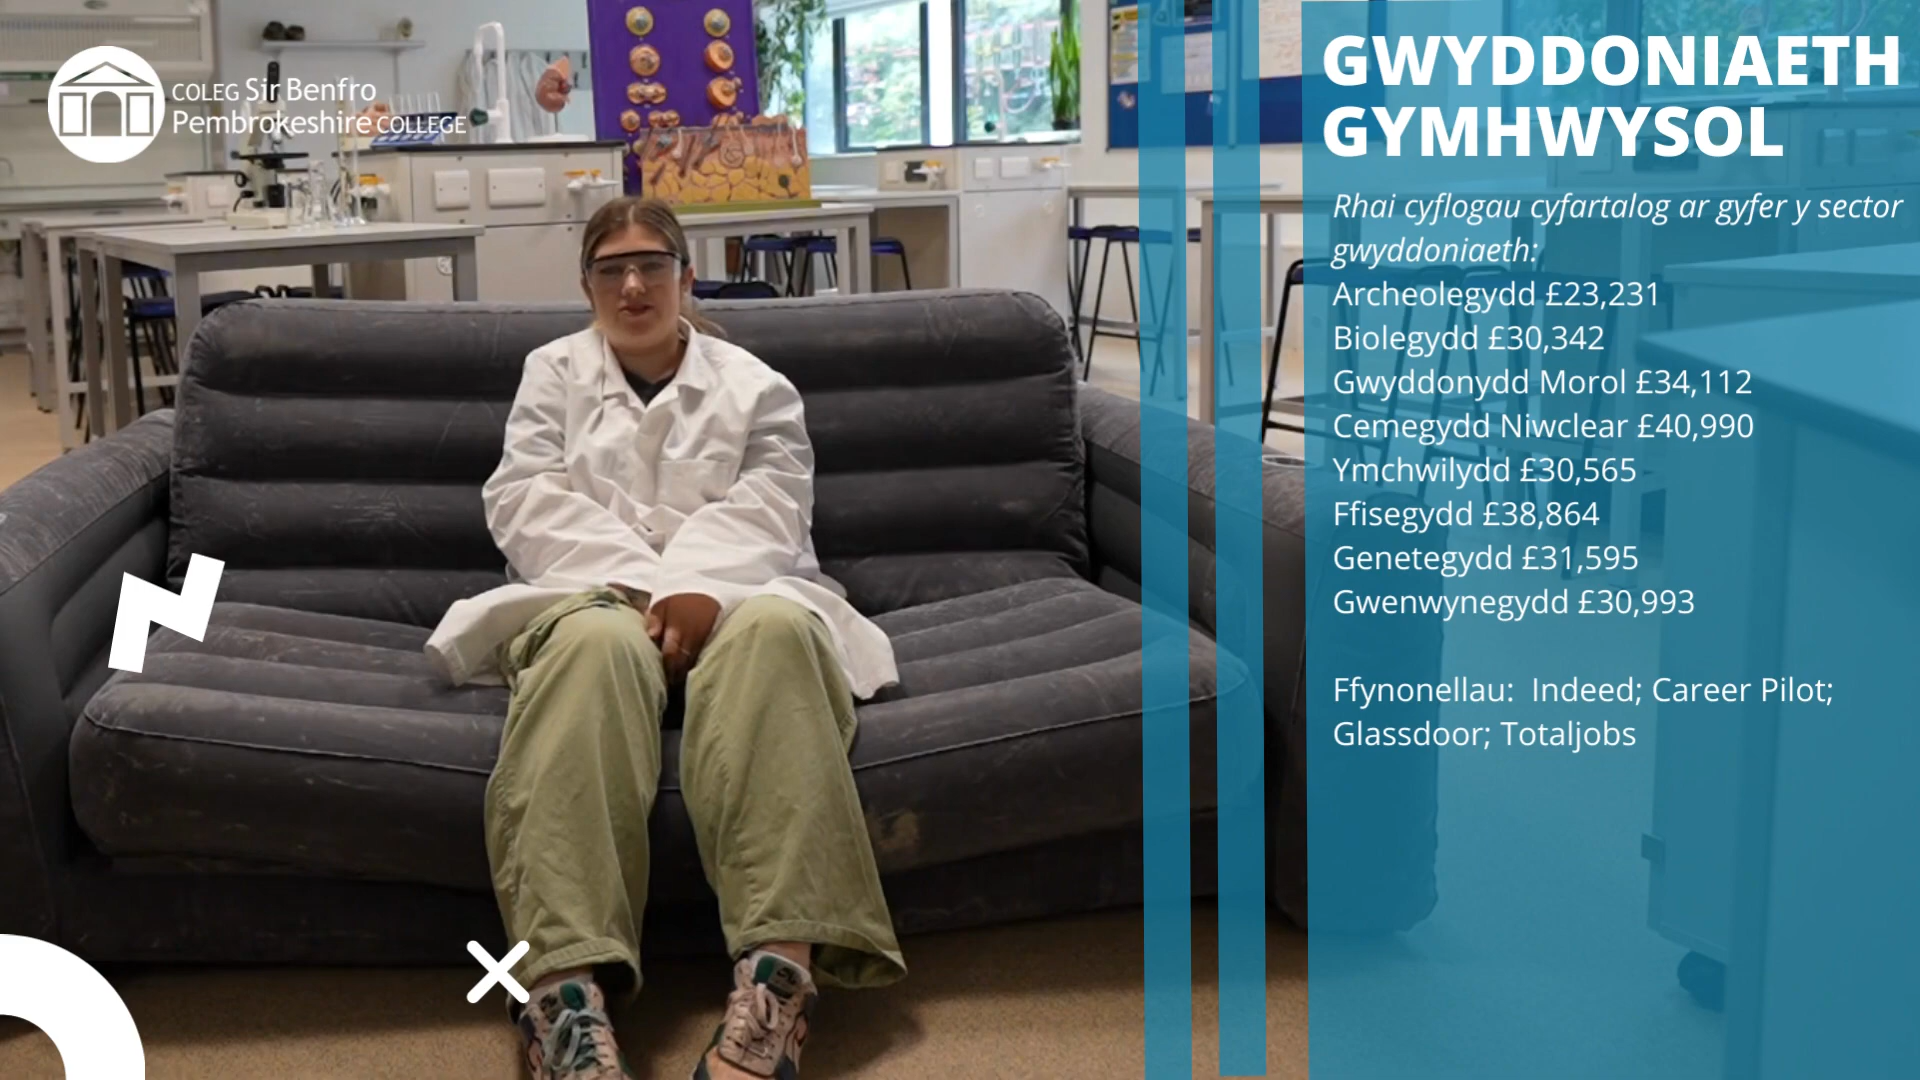 COLEG Sir Benfro
Pembrokeshire COLLEGE
GWYDDONIAETH
GYMHWYSOL
Rhai cyflogau cyfartalog ar gyfer y sector
gwyddoniaeth:
Archeolegydd £23,231
Biolegydd £30,342
Gwyddonydd Morol £34,112
Cemegydd Niwclear £40,990
Ymchwilydd £30,565
Ffisegydd £38,864
Genetegydd £31,595
Gwenwynegydd £30,993
Ffynonellau: Indeed; Career Pilot;
Glassdoor; Totaljobs